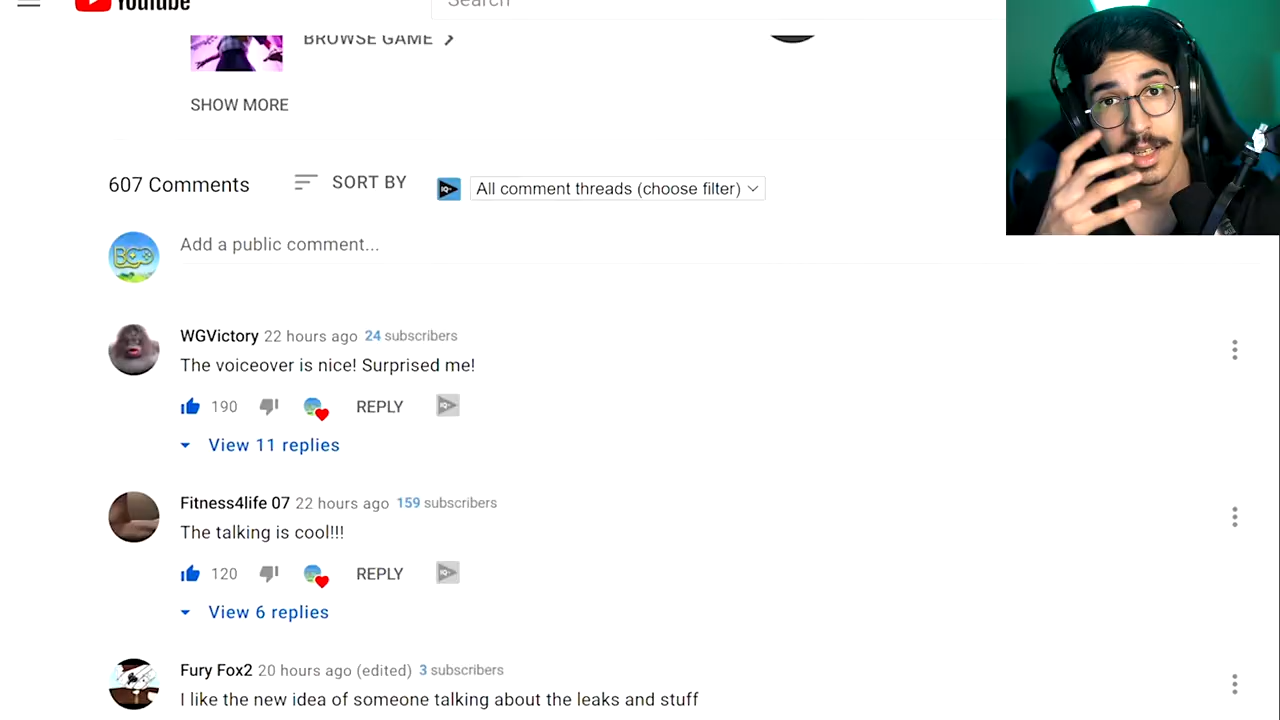 YouTube
Search
BROWSE GAME
SHOW MORE
607 Comments SORT BY All comment threads (choose filter)
BCC
Add a public comment...
WGVictory 22 hours ago 24 subscribers
The voiceover is nice! Surprised me!
190 REPLY
View 11 replies
Fitness4life 07 22 hours ago 159 subscribers
The talking is cool!!!
120 REPLY
View 6 replies
Fury Fox2 20 hours ago (edited) 3 subscribers
I like the new idea of someone talking about the leaks and stuff